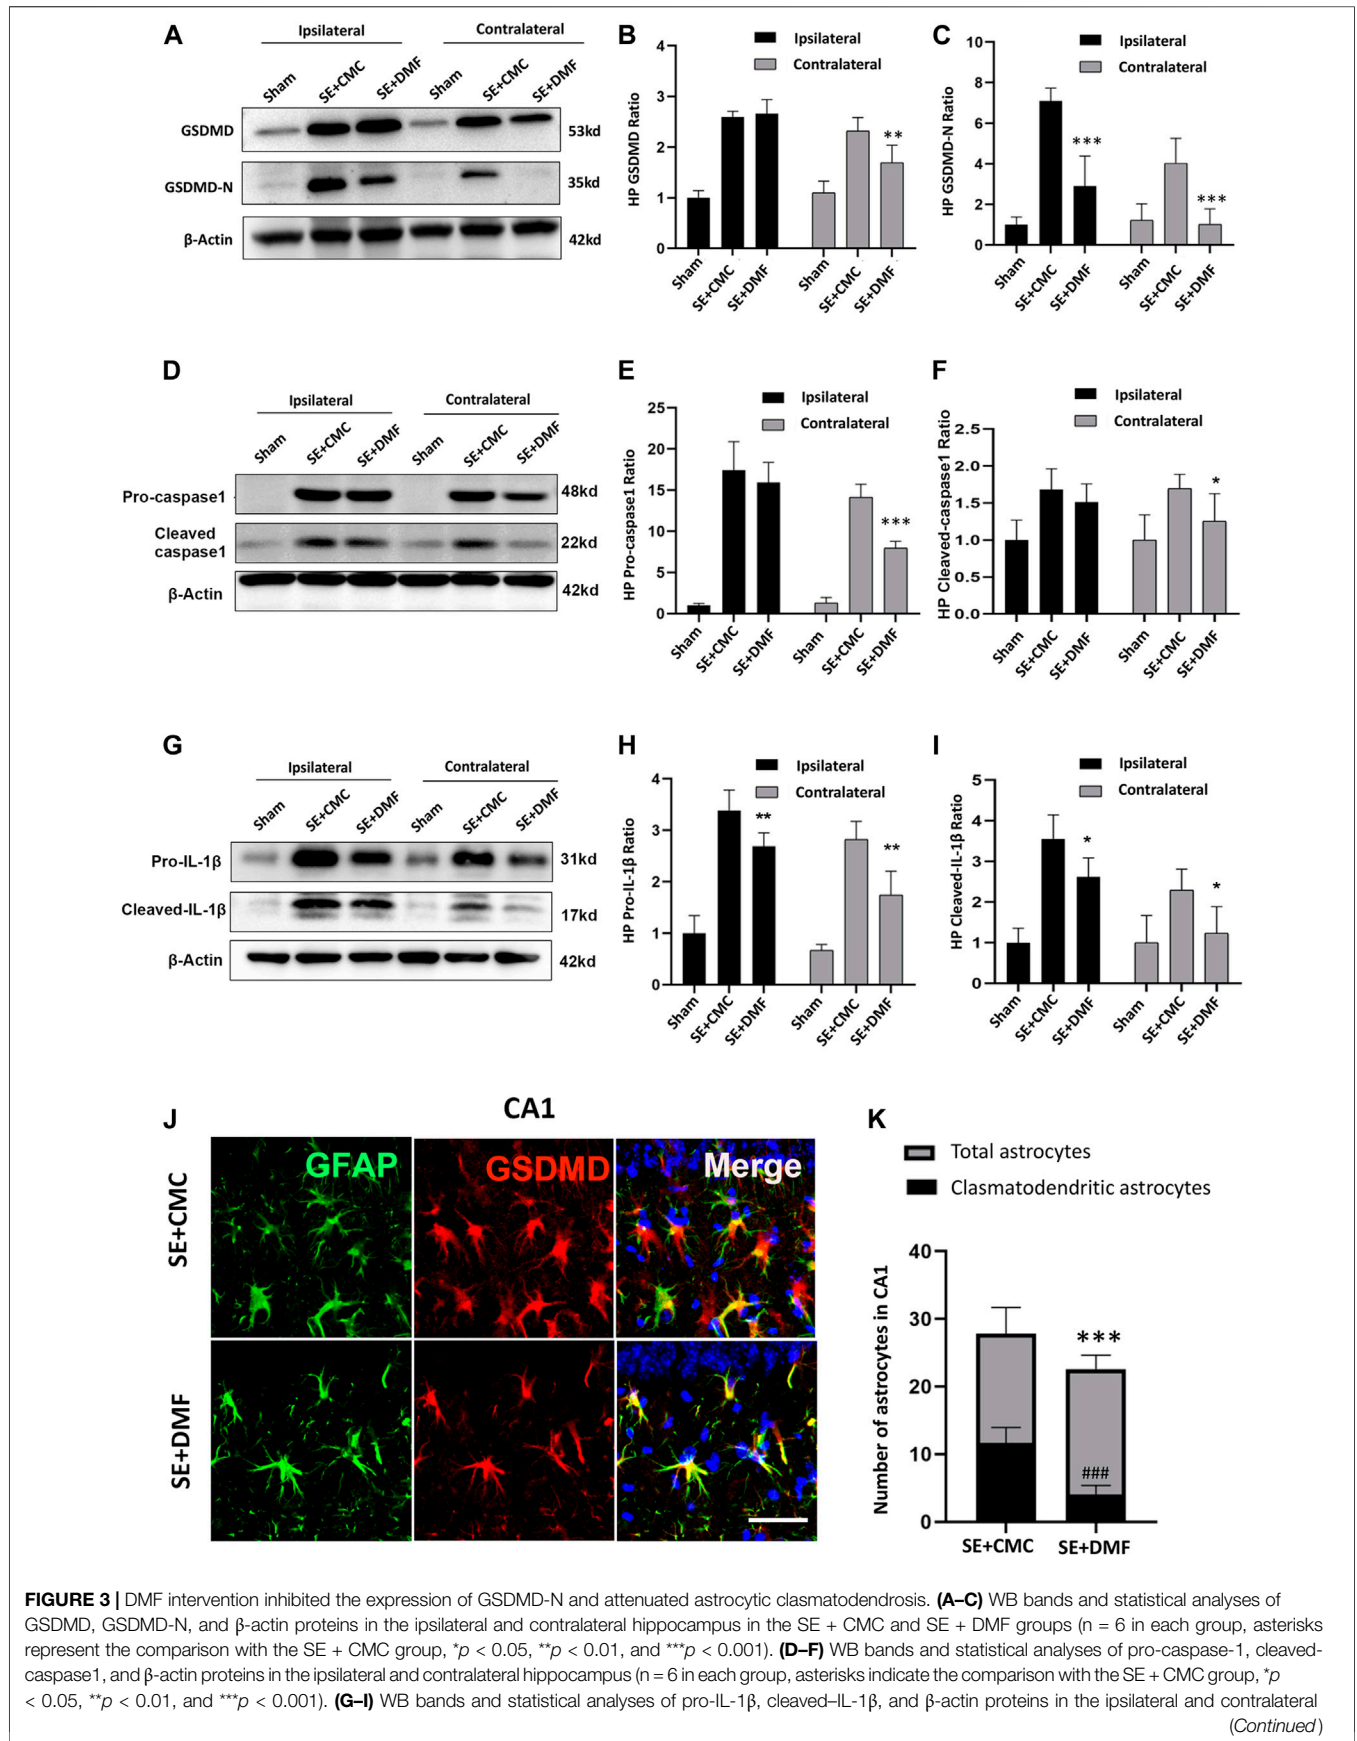 A
Ipsilateral
Contralateral
Sham
SE+CMC
SE+DMF
Sham
SE+CMC
SE+DMF
GSDMD
53kd
GSDMD-N
35kd
β-Actin
42kd
B
Ipsilateral
Contralateral
HP GSDMD Ratio
4
3
2
1
0
**
Sham
SE+CMC
SE+DMF
Sham
SE+CMC
SE+DMF
C
Ipsilateral
Contralateral
HP GSDMD-N Ratio
10
8
6
4
2
0
***
***
Sham
SE+CMC
SE+DMF
Sham
SE+CMC
SE+DMF
D
Ipsilateral
Contralateral
Sham
SE+CMC
SE+DMF
Sham
SE+CMC
SE+DMF
Pro-caspase1
48kd
Cleaved
caspase1
22kd
β-Actin
42kd
E
Ipsilateral
Contralateral
HP Pro-caspase1 Ratio
25
20
15
10
5
0
***
Sham
SE+CMC
SE+DMF
Sham
SE+CMC
SE+DMF
F
Ipsilateral
Contralateral
HP Cleaved-caspase1 Ratio
2.5
2.0
1.5
1.0
0.5
0.0
*
Sham
SE+CMC
SE+DMF
Sham
SE+CMC
SE+DMF
G
Ipsilateral
Contralateral
Sham
SE+CMC
SE+DMF
Sham
SE+CMC
SE+DMF
Pro-IL-1β
31kd
Cleaved-IL-1β
17kd
β-Actin
42kd
H
Ipsilateral
Contralateral
HP Pro-IL-1β Ratio
4
3
2
1
0
**
**
Sham
SE+CMC
SE+DMF
Sham
SE+CMC
SE+DMF
I
Ipsilateral
Contralateral
HP Cleaved-IL-1β Ratio
5
4
3
2
1
0
*
*
Sham
SE+CMC
SE+DMF
Sham
SE+CMC
SE+DMF
J
CA1
GFAP
GSDMD
Merge
SE+CMC
SE+DMF
K
Total astrocytes
Clasmatodendritic astrocytes
Number of astrocytes in CA1
40
30
20
10
0
***
###
SE+CMC
SE+DMF
FIGURE 3 | DMF intervention inhibited the expression of GSDMD-N and attenuated astrocytic clasmatodendrosis. (A–C) WB bands and statistical analyses of
GSDMD, GSDMD-N, and β-actin proteins in the ipsilateral and contralateral hippocampus in the SE + CMC and SE + DMF groups (n = 6 in each group, asterisks
represent the comparison with the SE + CMC group, *p < 0.05, **p < 0.01, and ***p < 0.001). (D–F) WB bands and statistical analyses of pro-caspase-1, cleaved-
caspase1, and β-actin proteins in the ipsilateral and contralateral hippocampus (n = 6 in each group, asterisks indicate the comparison with the SE + CMC group, *p
< 0.05, **p < 0.01, and ***p < 0.001). (G–I) WB bands and statistical analyses of pro-IL-1β, cleaved–IL-1β, and β-actin proteins in the ipsilateral and contralateral
(Continued)